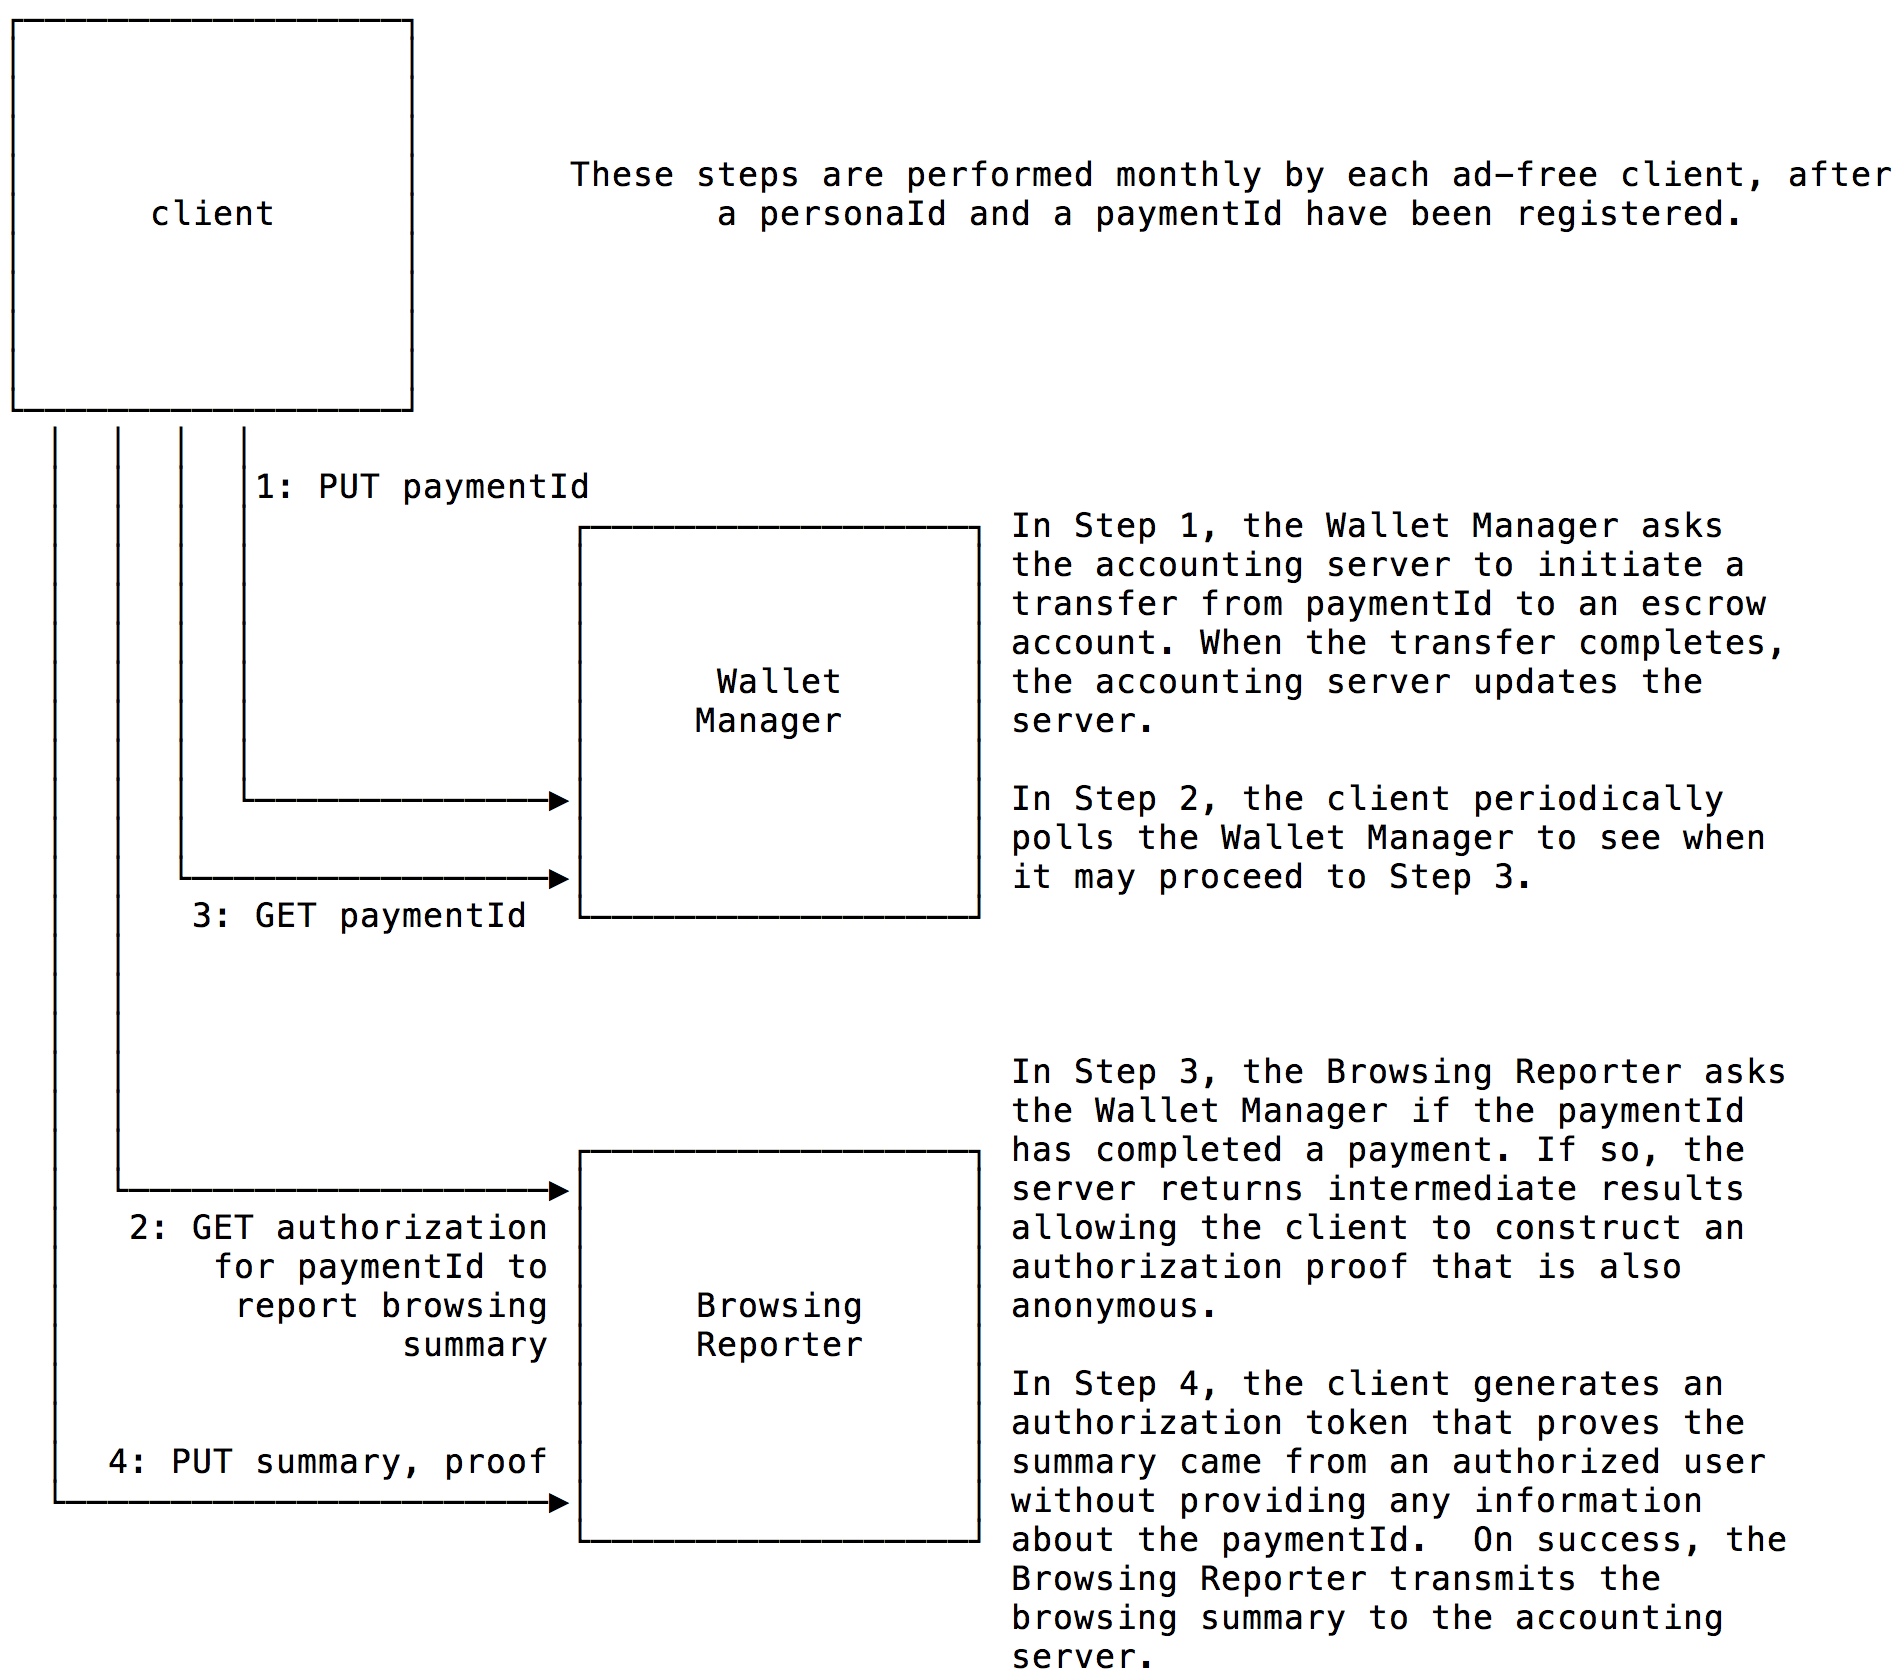 client
These steps are performed monthly by each ad-free client, after
a personaId and a paymentId have been registered.
1: PUT paymentId
Wallet
Manager
In Step 1, the Wallet Manager asks
the accounting server to initiate a
transfer from paymentId to an escrow
account. When the transfer completes,
the accounting server updates the
server.
In Step 2, the client periodically
polls the Wallet Manager to see when
it may proceed to Step 3.
3: GET paymentId
2: GET authorization
for paymentId to
report browsing
summary
Browsing
Reporter
4: PUT summary, proof
In Step 3, the Browsing Reporter asks
the Wallet Manager if the paymentId
has completed a payment. If so, the
server returns intermediate results
allowing the client to construct an
authorization proof that is also
anonymous.
In Step 4, the client generates an
authorization token that proves the
summary came from an authorized user
without providing any information
about the paymentId.  On success, the
Browsing Reporter transmits the
browsing summary to the accounting
server.